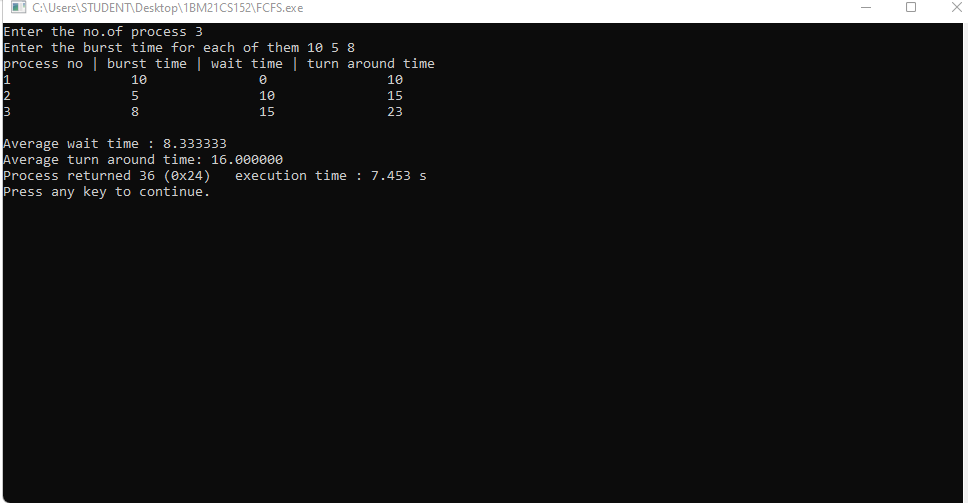 C:\Users\STUDENT\Desktop\1BM21CS152\FCFS.exe
Enter the no.of process 3
Enter the burst time for each of them 10 5 8
process no | burst time | wait time | turn around time
1               10              0               10
2               5               10              15
3               8               15              23
Average wait time : 8.333333
Average turn around time: 16.000000
Process returned 36 (0x24)   execution time : 7.453 s
Press any key to continue.